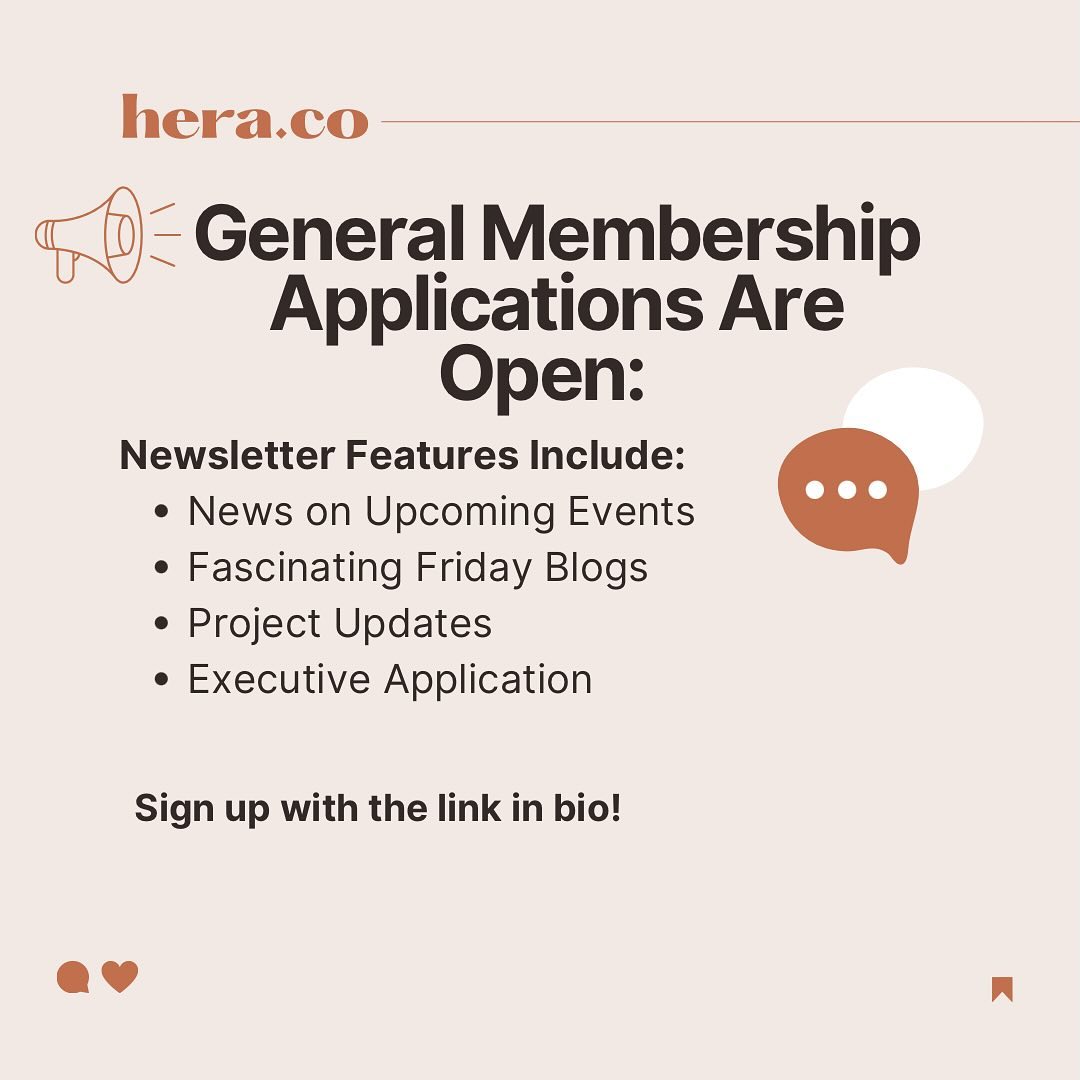 hera.co
General Membership
Applications Are
Open:
Newsletter Features Include:
• News on Upcoming Events
• Fascinating Friday Blogs
• Project Updates
• Executive Application
Sign up with the link in bio!